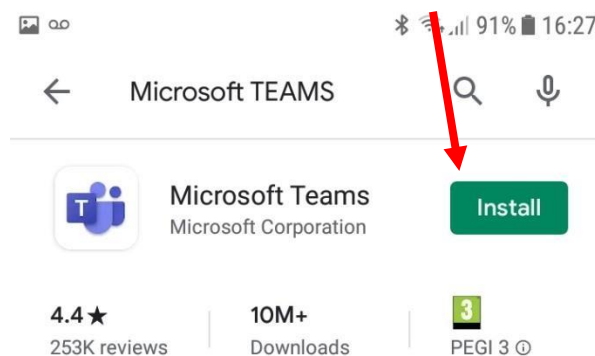 91% 16:27
Microsoft TEAMS
T
Microsoft Teams
Microsoft Corporation
Install
4.4★
253K reviews
10M+
Downloads
3
PEGI 3